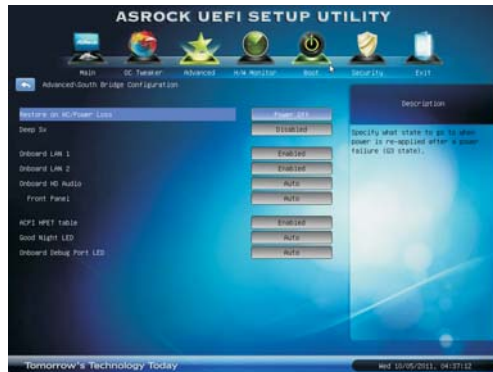 ASROCK UEFI SETUP UTILITY
Main OC Tweaker Advanced H/W Monitor Boot Security Exit
Advanced\South Bridge Configuration
Description
Restore on AC/Power Loss Power Off
Deep Sx Disabled
Specify what state to go to when
power is re-applied after a power
failure (G3 state).
Onboard LAN 1 Enabled
Onboard LAN 2 Enabled
Onboard HD Audio Auto
Front Panel Auto
ACPI HPET table Enabled
Good Night LED Auto
Onboard Debug Port LED Auto
Tomorrow's Technology Today Wed 10/05/2011, 04:37:12